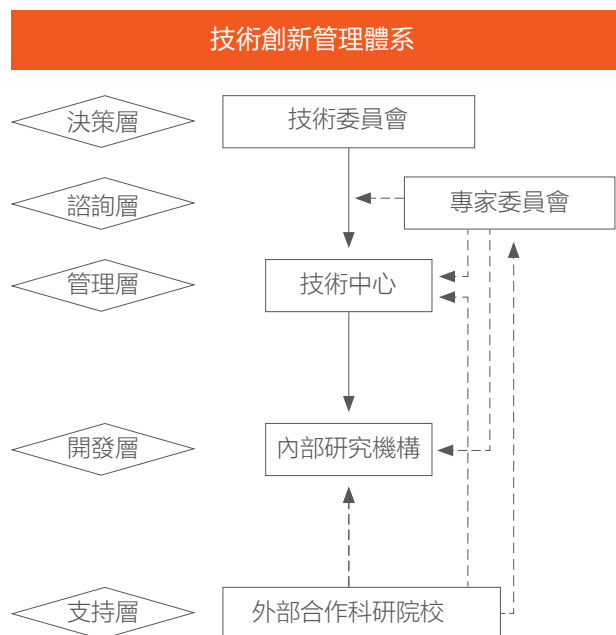 技術創新管理體系
決策層
技術委員會
諮詢層
專家委員會
管理層
技術中心
開發層
內部研究機構
支持層
外部合作科研院校